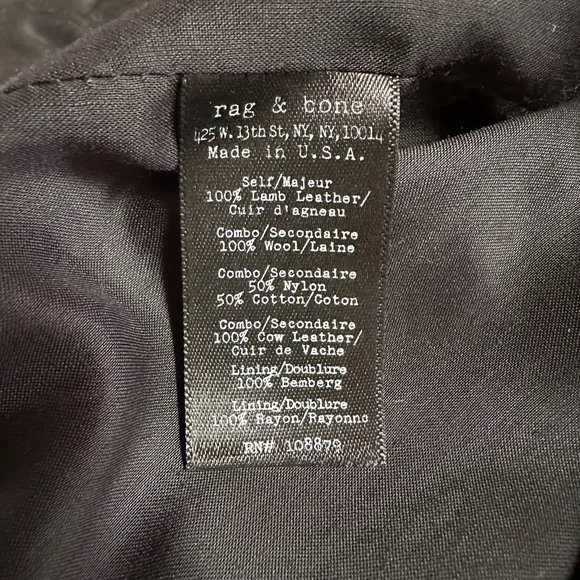 rag & bone
425 W. 13th St, NY, NY, 10014
Made in U.S.A.
Self/Majeur
100% Lamb Leather/
Cuir d'agneau
Combo/Secondaire
100% Wool/Laine
Combo/Secondaire
50% Nylon
50% Cotton/Coton
Combo/Secondaire
100% Cow Leather/
Cuir de Vache
Lining/Doublure
100% Bemberg
Lining/Doublure
100% Rayon/Rayonne
RN# 108879